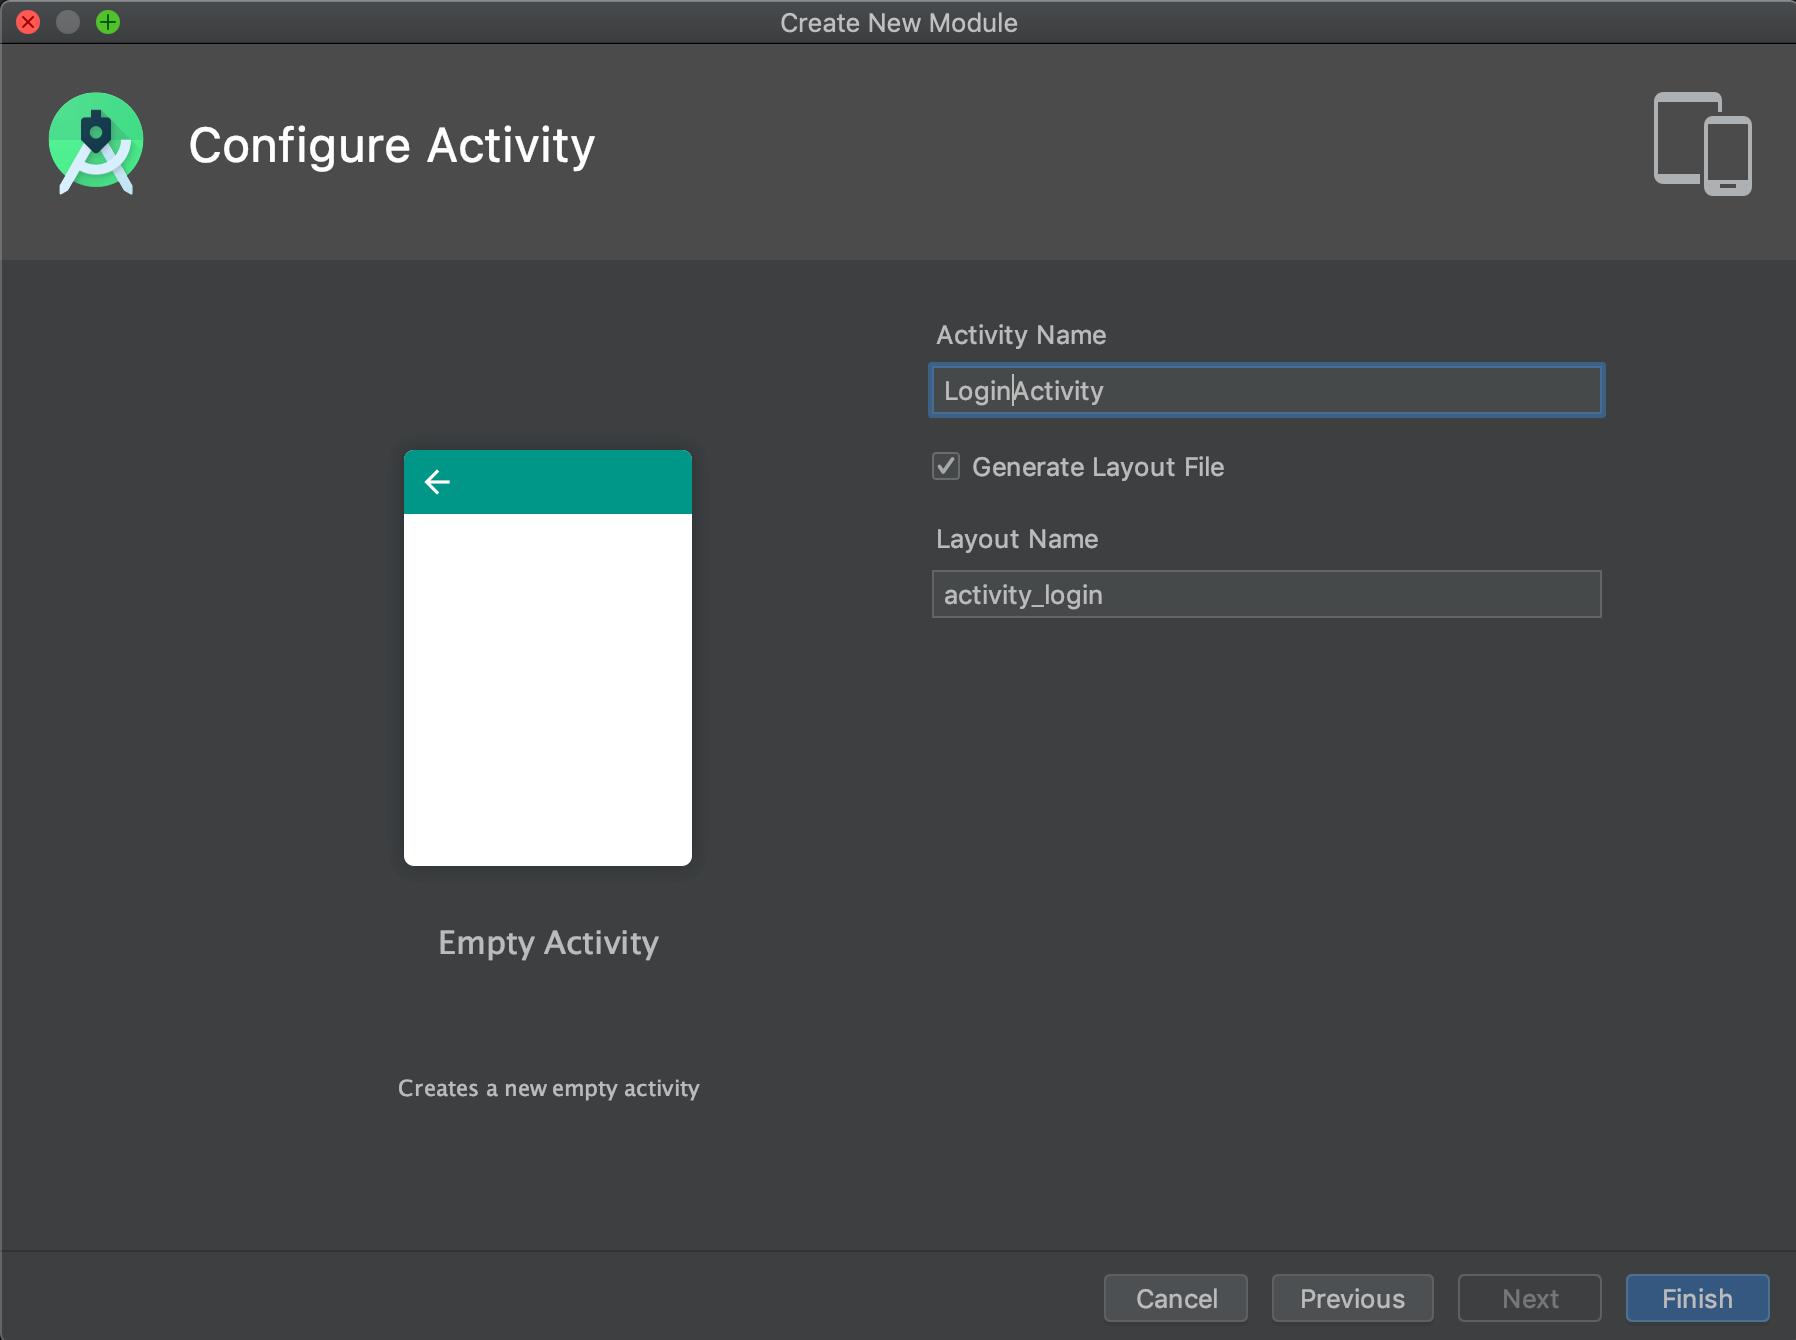 Create New Module
Configure Activity
Activity Name
LoginActivity
Generate Layout File
Layout Name
activity_login
Empty Activity
Creates a new empty activity
Cancel
Previous
Next
Finish